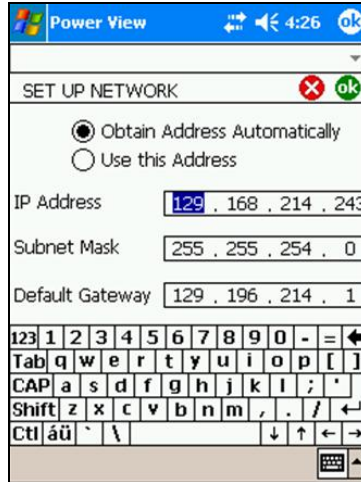 Power View 4:26 ok
SET UP NETWORK ok
Obtain Address Automatically
Use this Address
IP Address 129 . 168 . 214 . 243
Subnet Mask 255 . 255 . 254 . 0
Default Gateway 129 . 196 . 214 . 1
123 1 2 3 4 5 6 7 8 9 0 - =
Tab q w e r t y u i o p [ ]
CAP a s d f g h j k l ; '
Shift z x c v b n m , . /
Ctl áü ` \